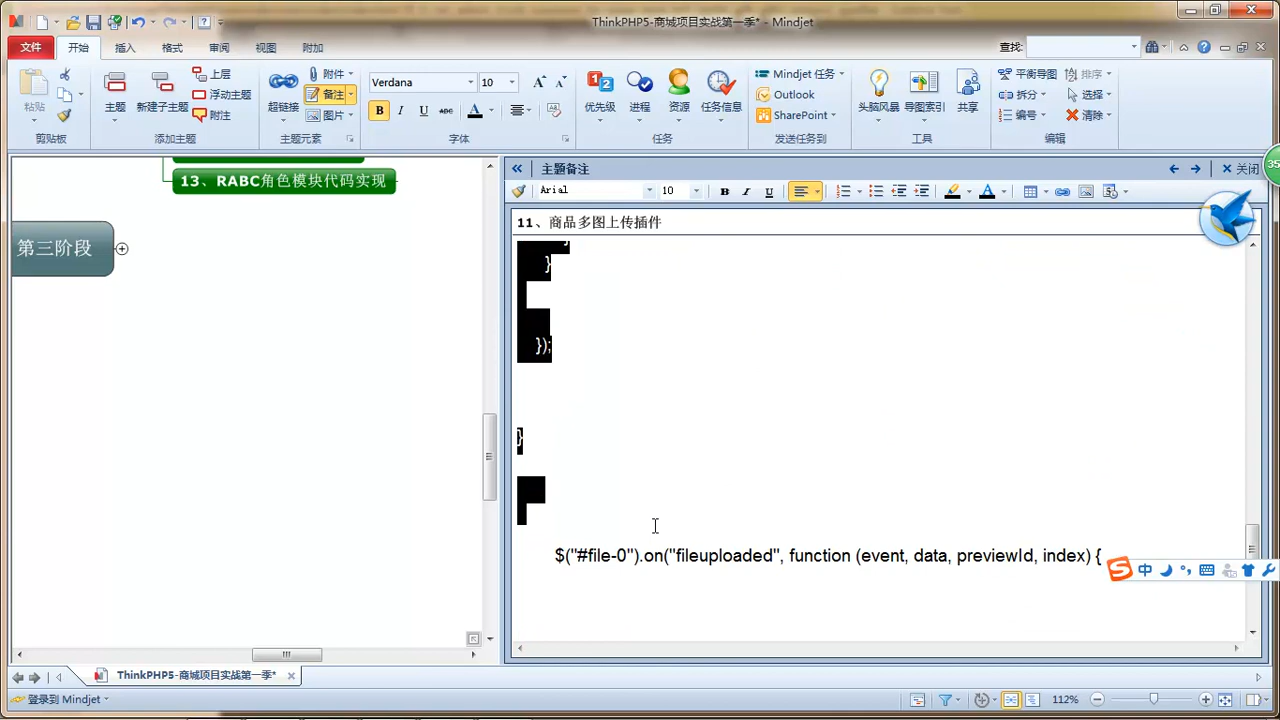 ThinkPHP5-商城项目实战第一季* - Mindjet
文件 开始 插入 格式 审阅 视图 附加 查找:
粘贴
剪贴板
主题 新建子主题 上层 浮动主题 附注
添加主题
超链接 附件 备注 图片
主题元素
Verdana 10
B I U abc A
字体
1 2 3
优先级 进程 资源 任务信息
任务
Mindjet 任务
Outlook
SharePoint
发送任务到
头脑风暴 导图索引 共享
工具
平衡导图 排序
拆分 选择
编号 清除
编辑
13、RABC角色模块代码实现
第三阶段
主题备注 关闭
35
Arial 10 B I U A
11、商品多图上传插件
}
}
});
}
$("#file-0").on("fileuploaded", function (event, data, previewId, index) {
S 中
ThinkPHP5-商城项目实战第一季*
登录到 Mindjet 112%